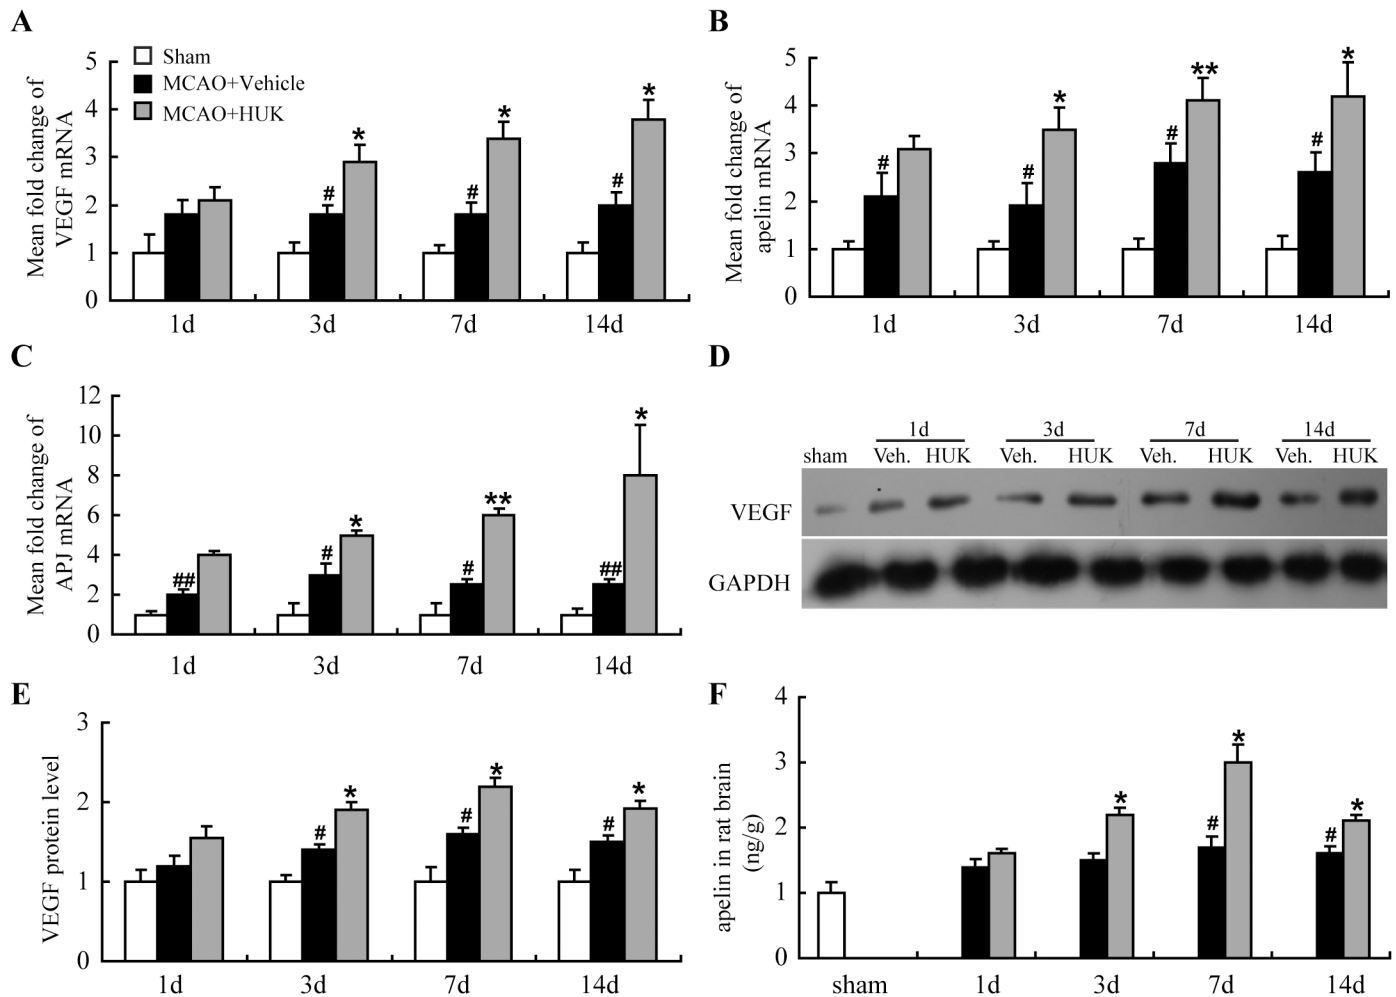 A
Mean fold change of
VEGF mRNA
5
4
3
2
1
0
Sham
MCAO+Vehicle
MCAO+HUK
#
*
#
*
#
*
1d
3d
7d
14d
B
Mean fold change of
apelin mRNA
5
4
3
2
1
0
#
#
*
#
**
#
*
1d
3d
7d
14d
C
Mean fold change of
APJ mRNA
12
10
8
6
4
2
0
##
#
*
#
**
##
*
1d
3d
7d
14d
D
1d 3d 7d 14d
sham Veh. HUK Veh. HUK Veh. HUK Veh. HUK
VEGF
GAPDH
E
VEGF protein level
3
2
1
0
#
*
#
*
#
*
1d
3d
7d
14d
F
apelin in rat brain
(ng/g)
4
3
2
1
0
*
#
*
#
*
sham
1d
3d
7d
14d